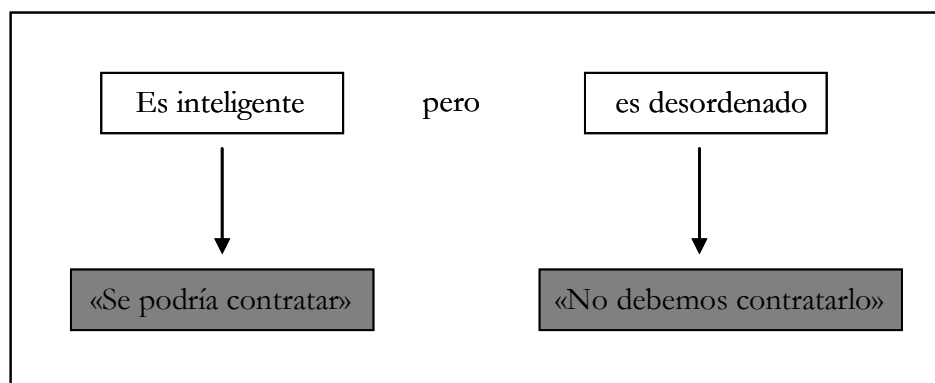 Es inteligente pero es desordenado
«Se podría contratar» «No debemos contratarlo»